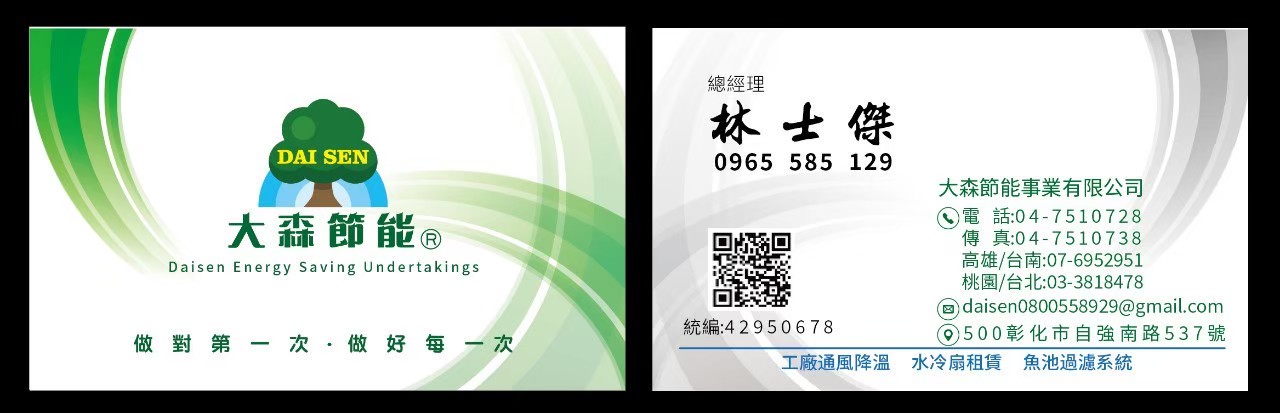 DAI SEN
大森節能®
Daisen Energy Saving Undertakings
做對第一次·做好每一次
總經理
林士傑
0965 585 129
大森節能事業有限公司
電 話:04-7510728
傳 真:04-7510738
高雄/台南:07-6952951
桃園/台北:03-3818478
daisen0800558929@gmail.com
500彰化市自強南路537號
統編:42950678
工廠通風降溫 水冷扇租賃 魚池過濾系統